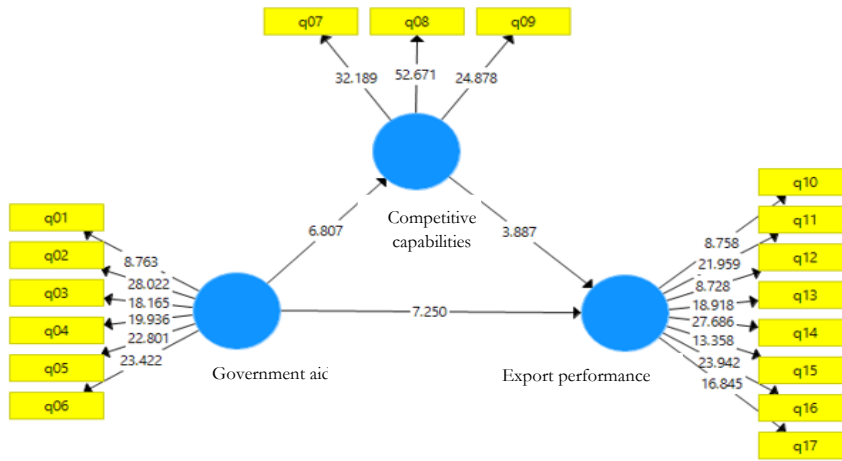 q07
q08
q09
32.189
52.671
24.878
Competitive
capabilities
6.807
3.887
q01
q02
q03
q04
q05
q06
8.763
28.022
18.165
19.936
22.801
23.422
Government aid
7.250
Export performance
8.758
21.959
8.728
18.918
27.686
13.358
23.942
16.845
q10
q11
q12
q13
q14
q15
q16
q17